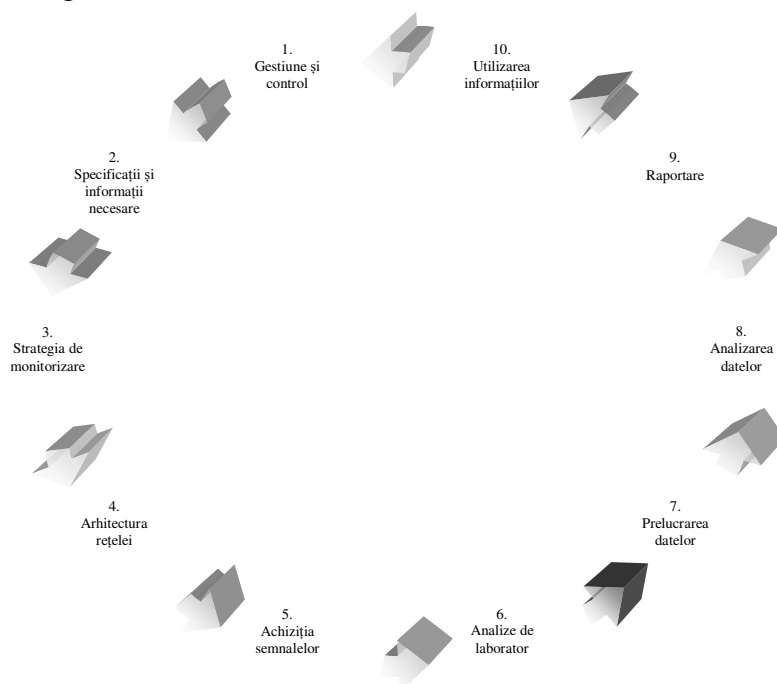 1.
Gestiune și
control
2.
Specificații și
informații
necesare
3.
Strategia de
monitorizare
4.
Arhitectura
rețelei
5.
Achiziția
semnalelor
6.
Analize de
laborator
7.
Prelucrarea
datelor
8.
Analizarea
datelor
9.
Raportare
10.
Utilizarea
informațiilor